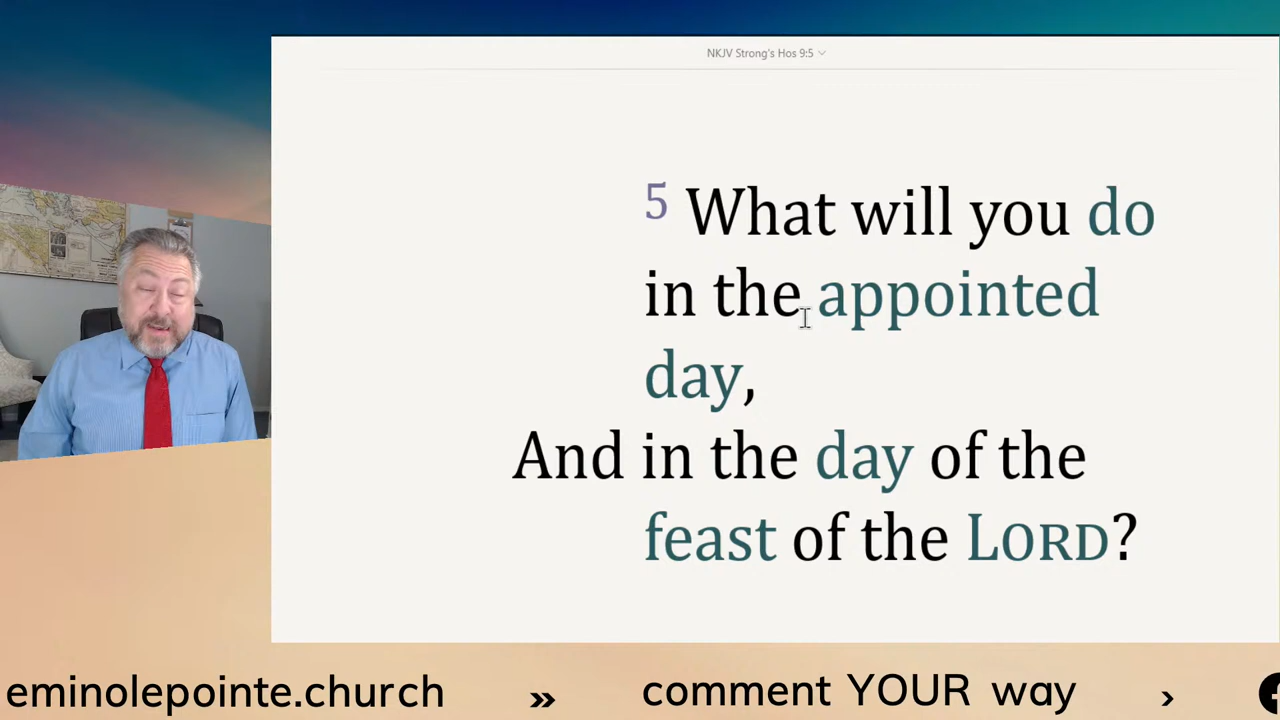 NKJV Strong's Hos 9:5
5 What will you do
in the appointed
day,
And in the day of the
feast of the LORD?
eminolepointe.church » comment YOUR way ›